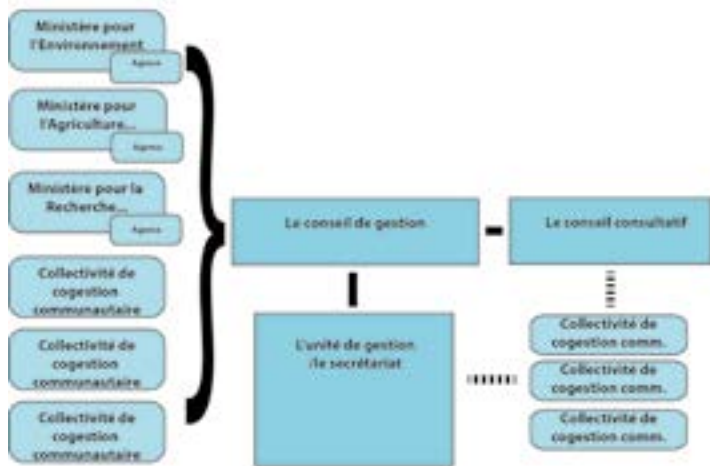 Ministère pour
l'Environnement
Agence
Ministère pour
l'Agriculture...
Agence
Ministère pour la
Recherche...
Agence
Collectivité de
cogestion
communautaire
Collectivité de
cogestion
communautaire
Collectivité de
cogestion
communautaire
Le conseil de gestion
Le conseil consultatif
L'unité de gestion
/le secrétariat
Collectivité de
cogestion comm.
Collectivité de
cogestion comm.
Collectivité de
cogestion comm.